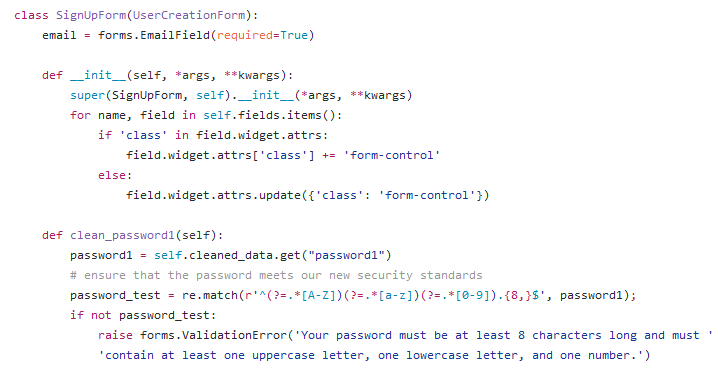 class SignUpForm(UserCreationForm):
    email = forms.EmailField(required=True)

    def __init__(self, *args, **kwargs):
        super(SignUpForm, self).__init__(*args, **kwargs)
        for name, field in self.fields.items():
            if 'class' in field.widget.attrs:
                field.widget.attrs['class'] += 'form-control'
            else:
                field.widget.attrs.update({'class': 'form-control'})

    def clean_password1(self):
        password1 = self.cleaned_data.get("password1")
        # ensure that the password meets our new security standards
        password_test = re.match(r'^(?=.*[A-Z])(?=.*[a-z])(?=.*[0-9]).{8,}$', password1);
        if not password_test:
            raise forms.ValidationError('Your password must be at least 8 characters long and must '
            'contain at least one uppercase letter, one lowercase letter, and one number.')